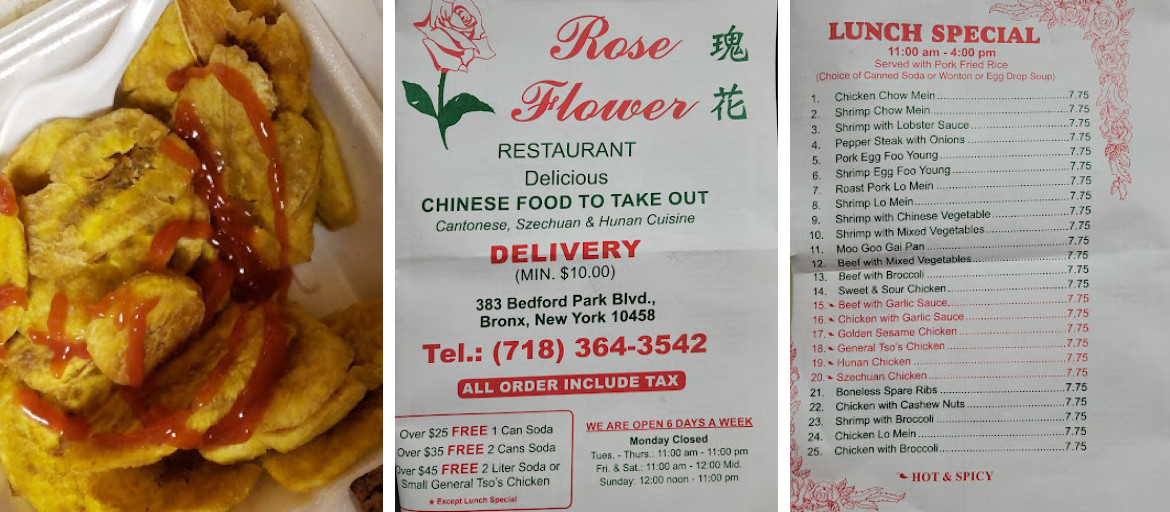 Rose 瑰
Flower 花
RESTAURANT
Delicious
CHINESE FOOD TO TAKE OUT
Cantonese, Szechuan & Hunan Cuisine
DELIVERY
(MIN. $10.00)
383 Bedford Park Blvd.,
Bronx, New York 10458
Tel.: (718) 364-3542
ALL ORDER INCLUDE TAX
Over $25 FREE 1 Can Soda
Over $35 FREE 2 Cans Soda
Over $45 FREE 2 Liter Soda or
Small General Tso's Chicken
★ Except Lunch Special
WE ARE OPEN 6 DAYS A WEEK
Monday Closed
Tues. - Thurs.: 11:00 am - 11:00 pm
Fri. & Sat.: 11:00 am - 12:00 Mid.
Sunday: 12:00 noon - 11:00 pm
LUNCH SPECIAL
11:00 am - 4:00 pm
Served with Pork Fried Rice
(Choice of Canned Soda or Wonton or Egg Drop Soup)
1. Chicken Chow Mein 7.75
2. Shrimp Chow Mein 7.75
3. Shrimp with Lobster Sauce 7.75
4. Pepper Steak with Onions 7.75
5. Pork Egg Foo Young 7.75
6. Shrimp Egg Foo Young 7.75
7. Roast Pork Lo Mein 7.75
8. Shrimp Lo Mein 7.75
9. Shrimp with Chinese Vegetable 7.75
10. Shrimp with Mixed Vegetables 7.75
11. Moo Goo Gai Pan 7.75
12. Beef with Mixed Vegetables 7.75
13. Beef with Broccoli 7.75
14. Sweet & Sour Chicken 7.75
15. Beef with Garlic Sauce 7.75
16. Chicken with Garlic Sauce 7.75
17. Golden Sesame Chicken 7.75
18. General Tso's Chicken 7.75
19. Hunan Chicken 7.75
20. Szechuan Chicken 7.75
21. Boneless Spare Ribs 7.75
22. Chicken with Cashew Nuts 7.75
23. Shrimp with Broccoli 7.75
24. Chicken Lo Mein 7.75
25. Chicken with Broccoli 7.75
HOT & SPICY